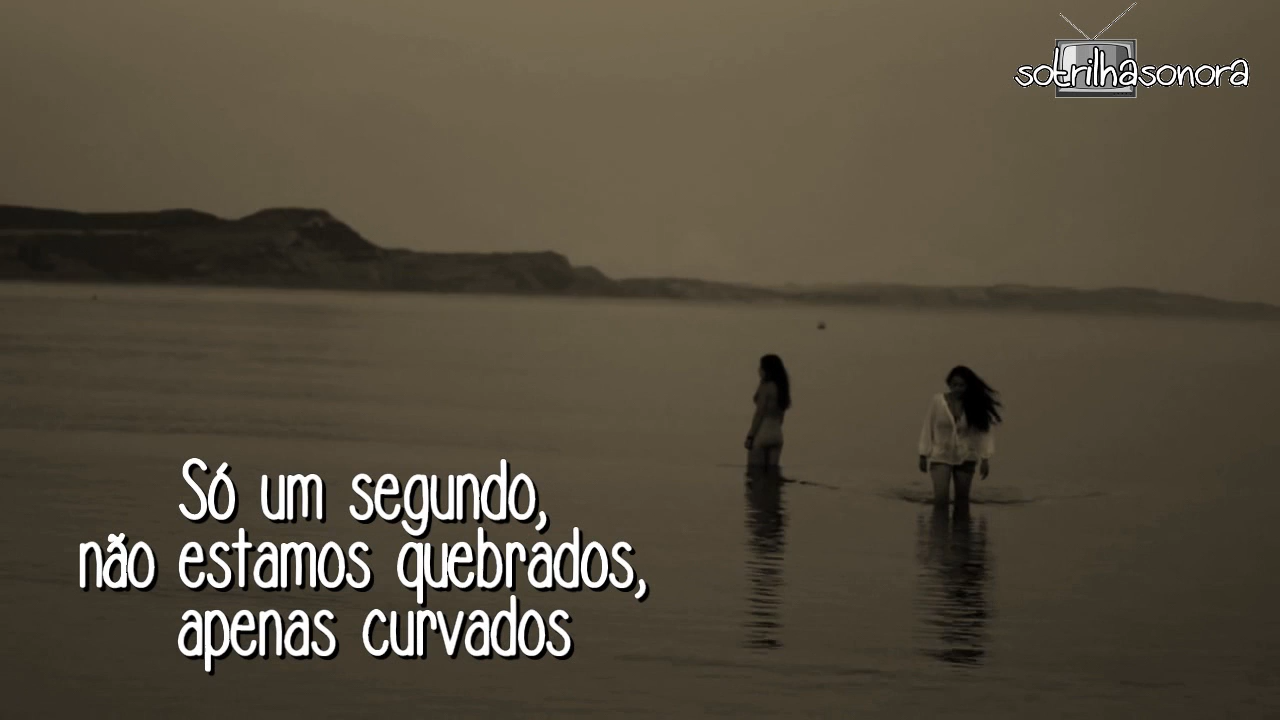 sotrilhasonora
Só um segundo,
não estamos quebrados,
apenas curvados